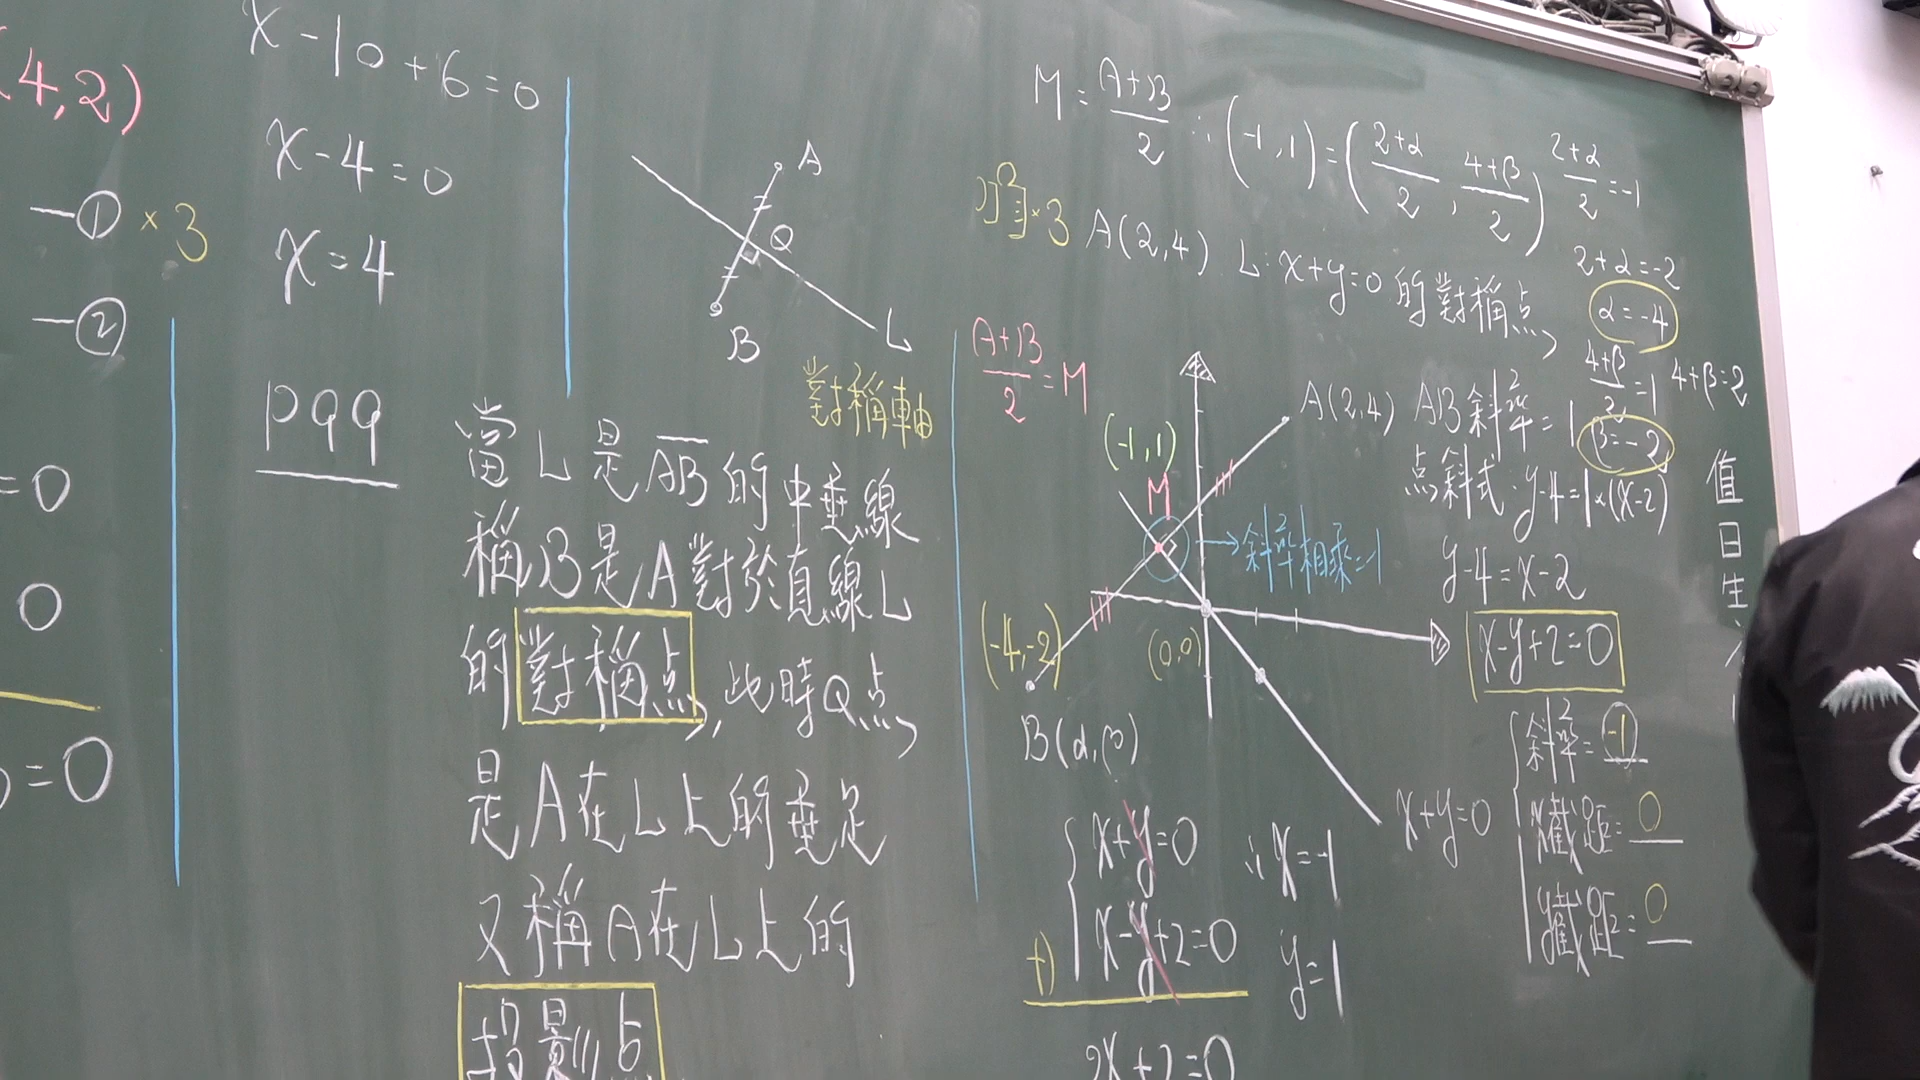 4,2)
—① ×3
—②
=0
0
=0
x-10+6=0
x-4=0
x=4
P99
A
Q
B
L
對稱軸
當L是AB的中垂線
稱B是A對於直線L
的對稱点,此時Q点
是A在L上的垂足
又稱A在L上的
投影点
M=(A+B)/2 ∴(-1,1)=((2+α)/2, (4+β)/2)
(2+α)/2=-1
2+α=-2
α=-4
(4+β)/2=1 4+β=2
β=-2
×3 A(2,4) L:x+y=0的對稱点
(A+B)/2=M
A(2,4)
(-1,1)
M
→斜率相乘=-1
(-4,-2)
(0,0)
B(α,β)
AB斜率=1
点斜式:y-4=1×(x-2)
y-4=x-2
x-y+2=0
x+y=0
斜率=-1
x截距=0
y截距=0
x+y=0 ∴x=-1
+) x-y+2=0 y=1
2x+2=0
值日生